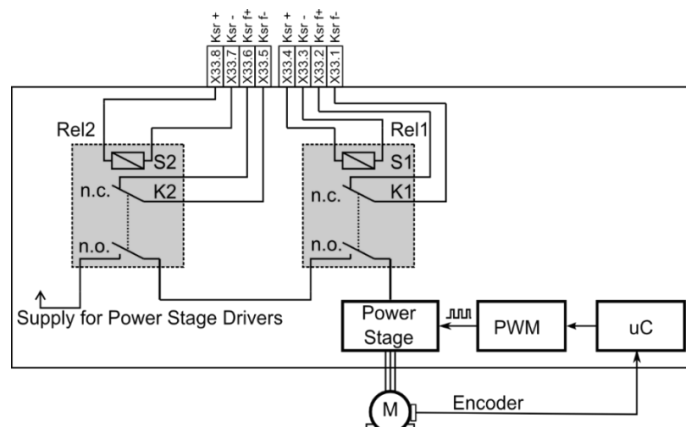 Ksr +
Ksr -
Ksr f+
Ksr f-
Ksr +
Ksr -
Ksr f+
Ksr f-
X33.8
X33.7
X33.6
X33.5
X33.4
X33.3
X33.2
X33.1
Rel2
Rel1
S2
S1
n.c.
K2
n.c.
K1
n.o.
n.o.
Supply for Power Stage Drivers
Power
Stage
PWM
uC
M
Encoder